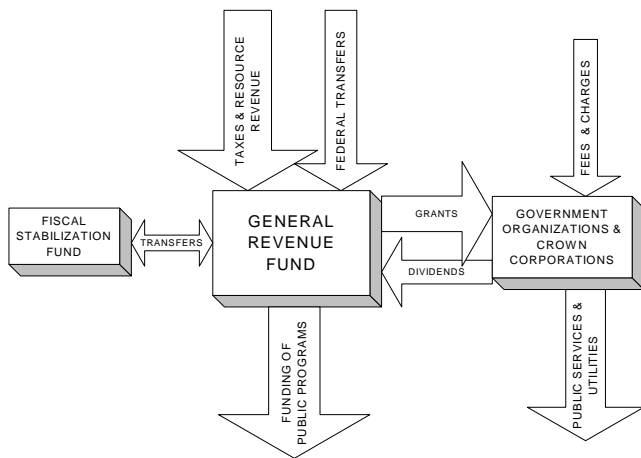 TAXES & RESOURCE
REVENUE
FEDERAL TRANSFERS
FEES & CHARGES
FISCAL
STABILIZATION
FUND
TRANSFERS
GENERAL
REVENUE
FUND
GRANTS
DIVIDENDS
GOVERNMENT
ORGANIZATIONS &
CROWN
CORPORATIONS
FUNDING OF
PUBLIC PROGRAMS
PUBLIC SERVICES &
UTILITIES